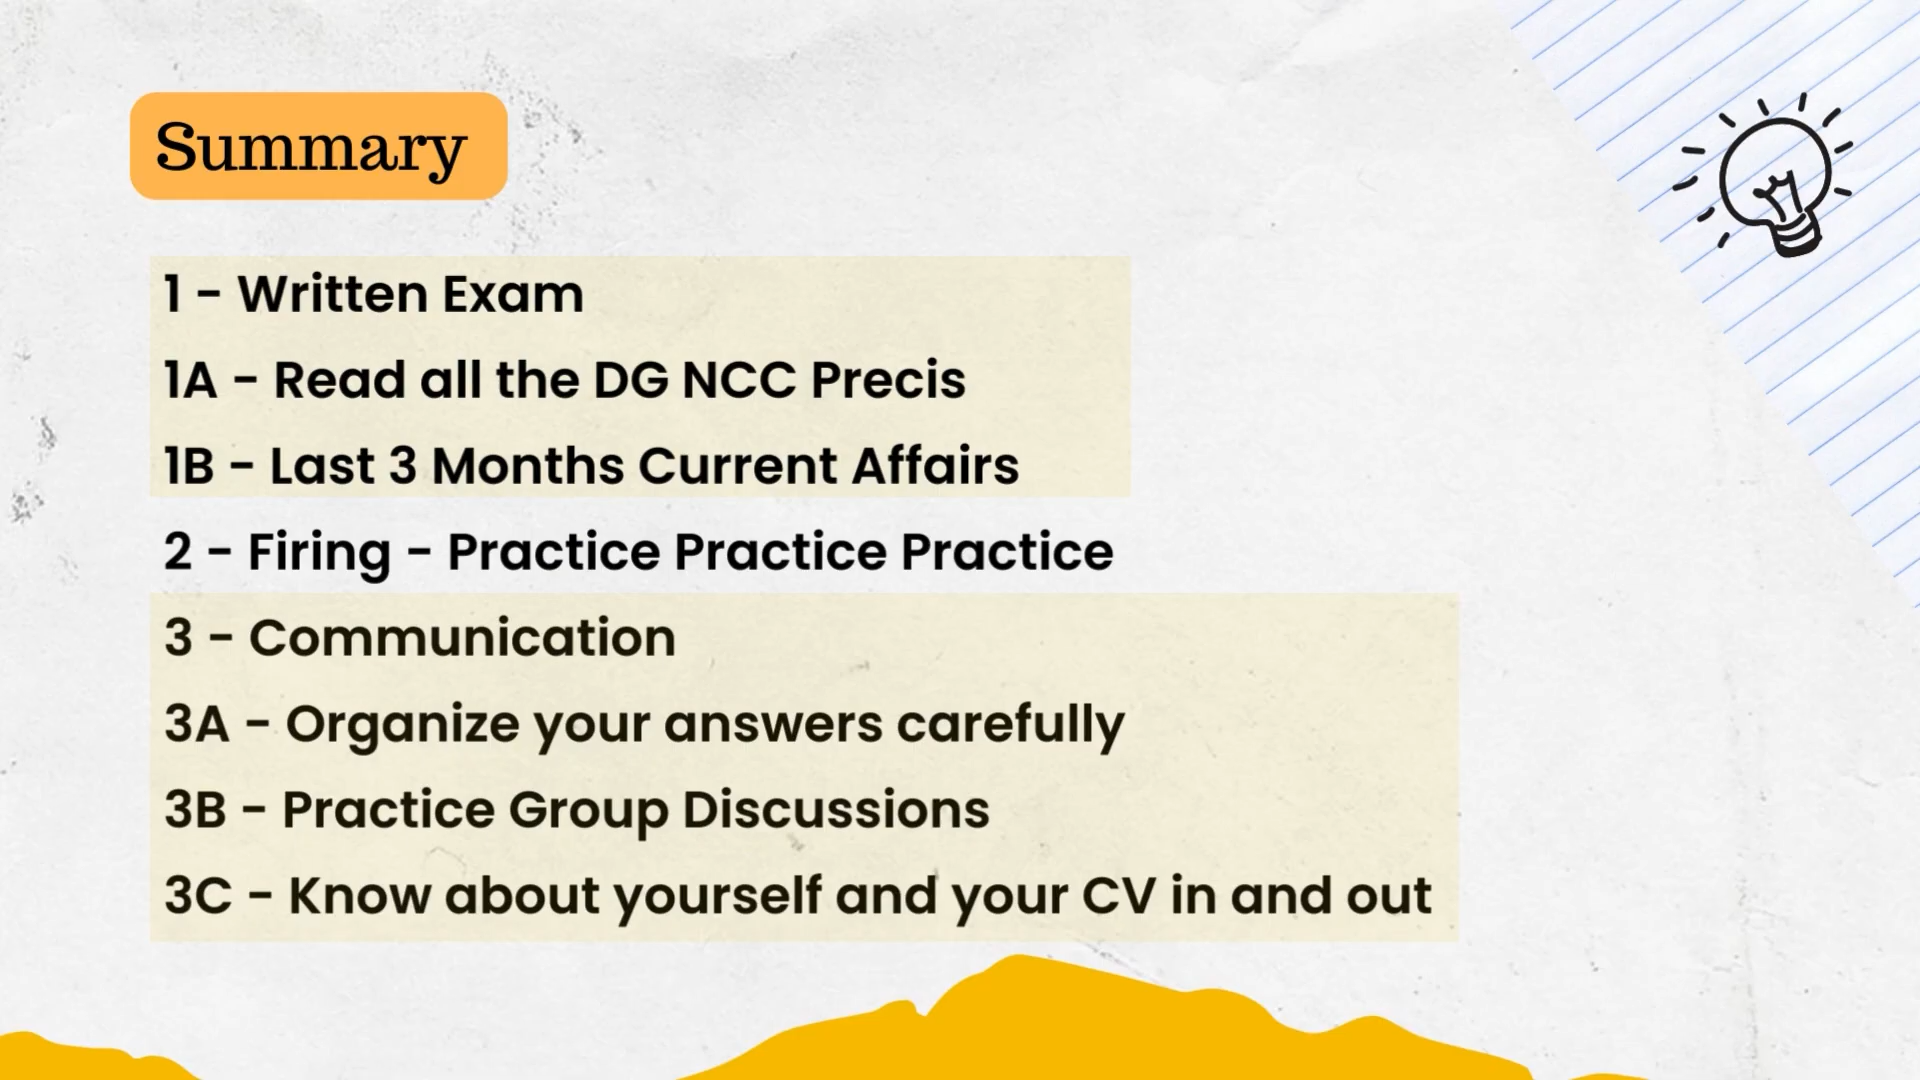 Summary
1 - Written Exam
1A - Read all the DG NCC Precis
1B - Last 3 Months Current Affairs
2 - Firing - Practice Practice Practice
3 - Communication
3A - Organize your answers carefully
3B - Practice Group Discussions
3C - Know about yourself and your CV in and out